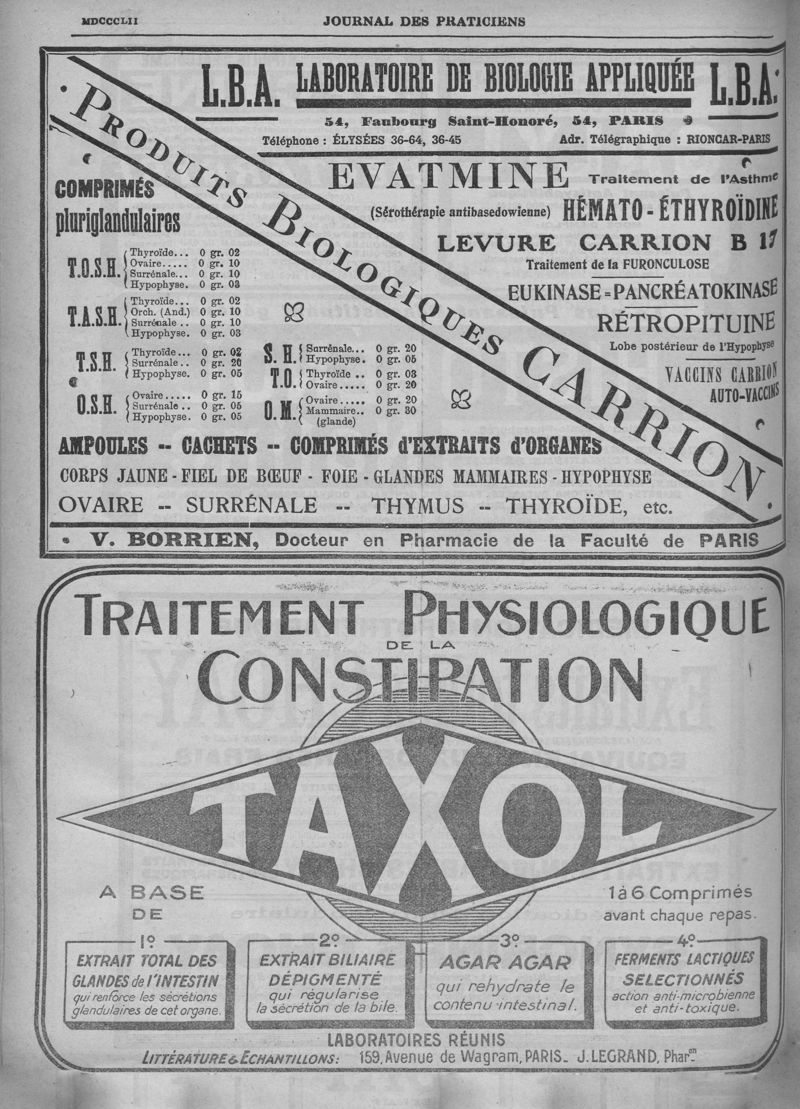 MDCCCLII
JOURNAL DES PRATICIENS
L.B.A. LABORATOIRE DE BIOLOGIE APPLIQUÉE L.B.A.
54, Faubourg Saint-Honoré, 54, PARIS
Téléphone : ÉLYSÉES 36-64, 36-45
Adr. Télégraphique : RIONCAR-PARIS
PRODUITS BIOLOGIQUES CARRION
EVATMINE Traitement de l'Asthme
(Sérothérapie antibasedowienne) HÉMATO-ÉTHYROÏDINE
LEVURE CARRION B 17
Traitement de la FURONCULOSE
EUKINASE=PANCRÉATOKINASE
RÉTROPITUINE
Lobe postérieur de l'Hypophyse
VACCINS CARRION
AUTO-VACCINS
COMPRIMÉS
pluriglandulaires
T.O.S.H. Thyroïde... 0 gr. 02
Ovaire..... 0 gr. 10
Surrénale... 0 gr. 10
Hypophyse. 0 gr. 03
T.A.S.H. Thyroïde... 0 gr. 02
Orch. (And.) 0 gr. 10
Surrénale .. 0 gr. 10
Hypophyse. 0 gr. 03
T.S.H. Thyroïde... 0 gr. 02
Surrénale .. 0 gr. 20
Hypophyse. 0 gr. 05
O.S.H. Ovaire..... 0 gr. 15
Surrénale .. 0 gr. 05
Hypophyse. 0 gr. 05
S.H. Surrénale... 0 gr. 20
Hypophyse. 0 gr. 05
T.O. Thyroïde .. 0 gr. 03
Ovaire..... 0 gr. 20
O.M. Ovaire..... 0 gr. 20
Mammaire.. 0 gr. 30
(glande)
AMPOULES -- CACHETS -- COMPRIMÉS d'EXTRAITS d'ORGANES
CORPS JAUNE - FIEL DE BŒUF - FOIE - GLANDES MAMMAIRES - HYPOPHYSE
OVAIRE -- SURRÉNALE -- THYMUS -- THYROÏDE, etc.
V. BORRIEN, Docteur en Pharmacie de la Faculté de PARIS
TRAITEMENT PHYSIOLOGIQUE
DE LA
CONSTIPATION
TAXOL
A BASE
DE
1 à 6 Comprimés
avant chaque repas.
1º
EXTRAIT TOTAL DES
GLANDES de l'INTESTIN
qui renforce les sécrétions
glandulaires de cet organe.
2º
EXTRAIT BILIAIRE
DÉPIGMENTÉ
qui régularise
la sécrétion de la bile.
3º
AGAR AGAR
qui rehydrate le
contenu intestinal.
4º
FERMENTS LACTIQUES
SELECTIONNÉS
action anti-microbienne
et anti-toxique.
LABORATOIRES RÉUNIS
LITTÉRATURE & ECHANTILLONS: 159, Avenue de Wagram, PARIS_ J. LEGRAND, Pharen